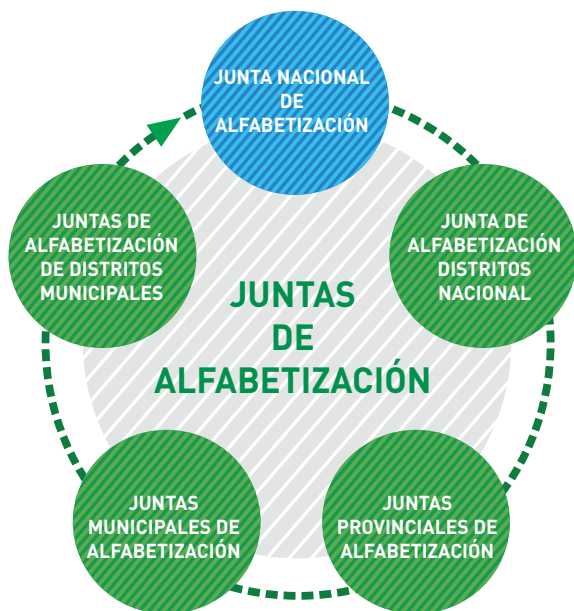 JUNTA NACIONAL
DE
ALFABETIZACIÓN
JUNTAS DE
ALFABETIZACIÓN
DE DISTRITOS
MUNICIPALES
JUNTA DE
ALFABETIZACIÓN
DISTRITOS
NACIONAL
JUNTAS
DE
ALFABETIZACIÓN
JUNTAS
MUNICIPALES DE
ALFABETIZACIÓN
JUNTAS
PROVINCIALES DE
ALFABETIZACIÓN